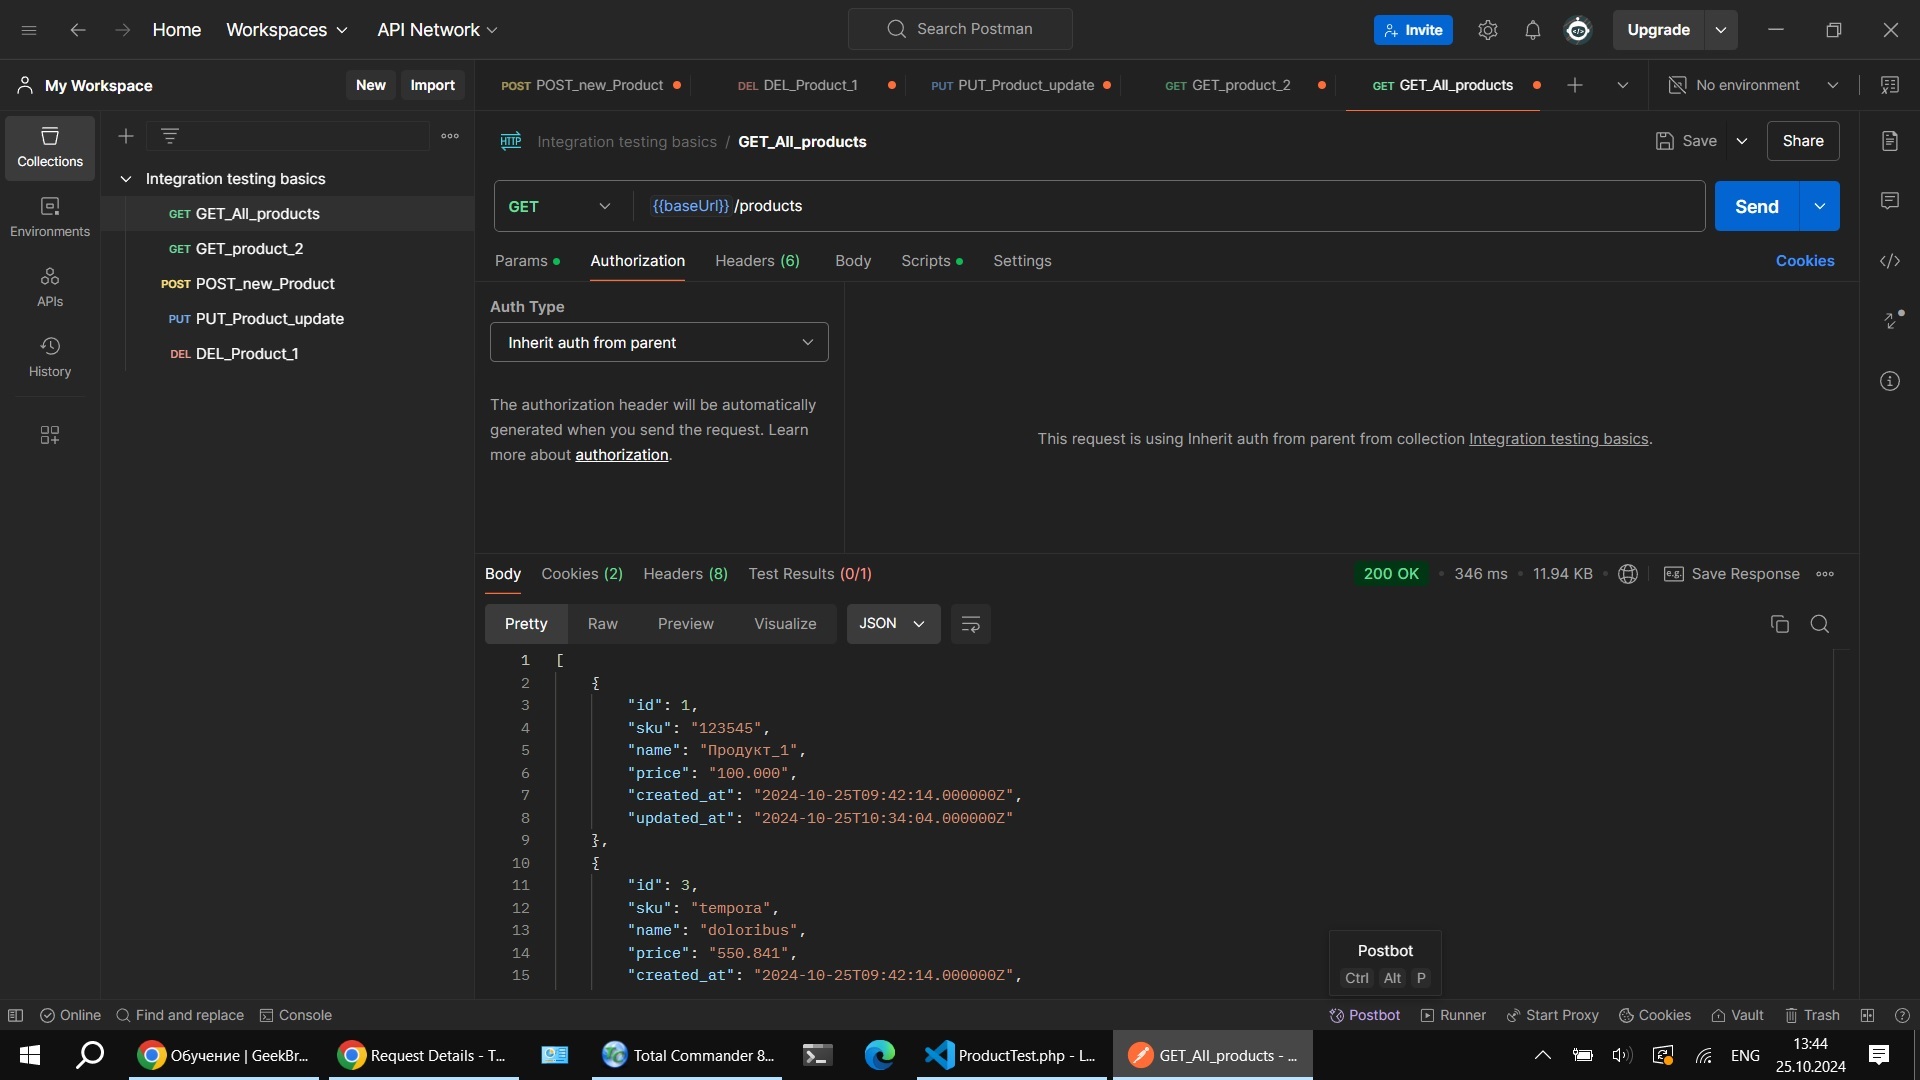 Home Workspaces API Network Search Postman Invite Upgrade
My Workspace New Import POST POST_new_Product DEL DEL_Product_1 PUT PUT_Product_update GET GET_product_2 GET GET_All_products No environment
Collections
Integration testing basics / GET_All_products Save Share
Integration testing basics
GET GET_All_products
GET {{baseUrl}} /products Send
Environments
GET GET_product_2
Params Authorization Headers (6) Body Scripts Settings Cookies
APIs
POST POST_new_Product
Auth Type
PUT PUT_Product_update
Inherit auth from parent
History
DEL DEL_Product_1
The authorization header will be automatically
generated when you send the request. Learn
more about authorization.
This request is using Inherit auth from parent from collection Integration testing basics.
Body Cookies (2) Headers (8) Test Results (0/1) 200 OK 346 ms 11.94 KB e.g. Save Response
Pretty Raw Preview Visualize JSON
1 [
2 {
3 "id": 1,
4 "sku": "123545",
5 "name": "Продукт_1",
6 "price": "100.000",
7 "created_at": "2024-10-25T09:42:14.000000Z",
8 "updated_at": "2024-10-25T10:34:04.000000Z"
9 },
10 {
11 "id": 3,
12 "sku": "tempora",
13 "name": "doloribus",
14 "price": "550.841",
15 "created_at": "2024-10-25T09:42:14.000000Z",
Postbot
Ctrl Alt P
Online Find and replace Console Postbot Runner Start Proxy Cookies Vault Trash
Обучение | GeekBr... Request Details - T... Total Commander 8... ProductTest.php - L... GET_All_products - ... ENG 13:44
25.10.2024